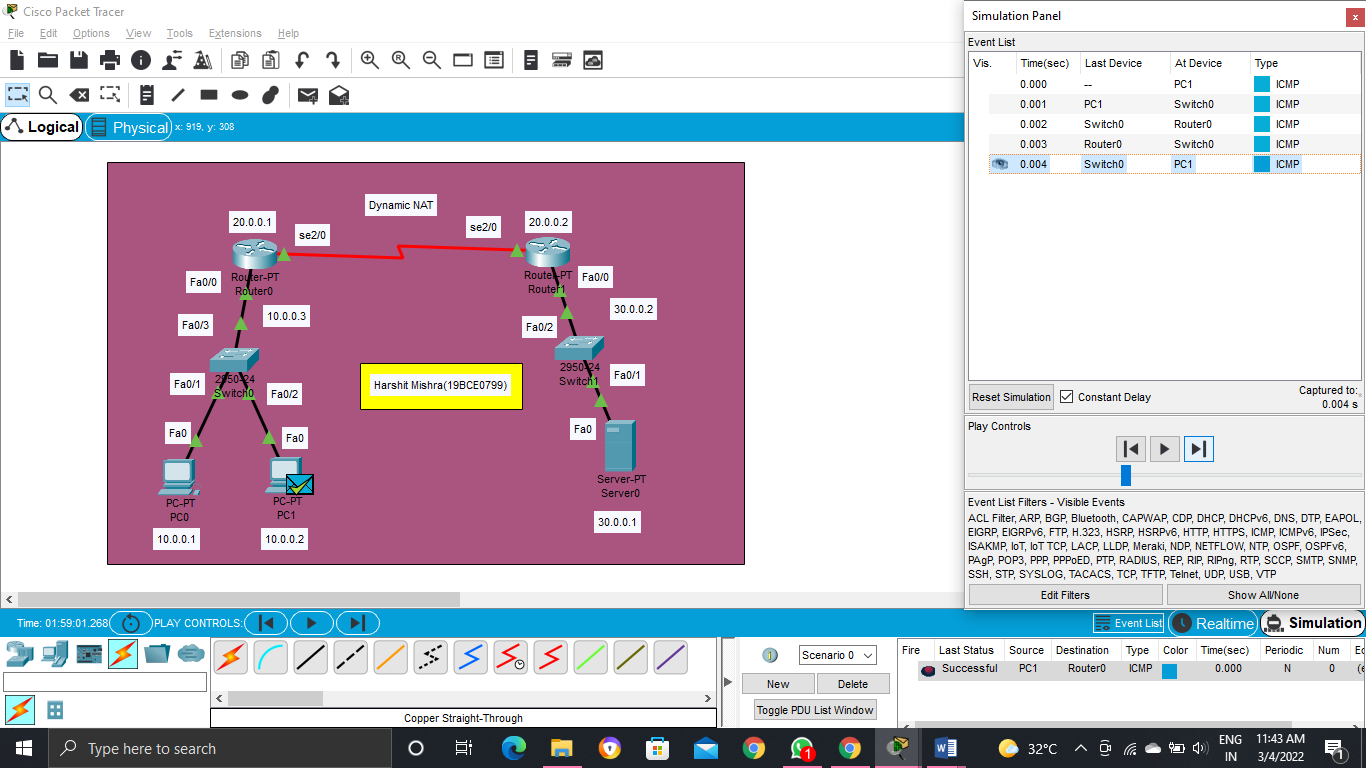 Cisco Packet Tracer
File Edit Options View Tools Extensions Help
Logical Physical x: 919, y: 308
Dynamic NAT
20.0.0.1
se2/0
se2/0
20.0.0.2
Router-PT
Router0
Router-PT
Router1
Fa0/0
Fa0/0
10.0.0.3
30.0.0.2
Fa0/3
Fa0/2
2950-24
Switch0
2950-24
Switch1
Fa0/1
Fa0/2
Fa0/1
Harshit Mishra(19BCE0799)
Fa0
Fa0
Fa0
PC-PT
PC0
PC-PT
PC1
Server-PT
Server0
10.0.0.1
10.0.0.2
30.0.0.1
Simulation Panel
Event List
Vis. Time(sec) Last Device At Device Type
0.000 -- PC1 ICMP
0.001 PC1 Switch0 ICMP
0.002 Switch0 Router0 ICMP
0.003 Router0 Switch0 ICMP
0.004 Switch0 PC1 ICMP
Reset Simulation Constant Delay Captured to:
0.004 s
Play Controls
Event List Filters - Visible Events
ACL Filter, ARP, BGP, Bluetooth, CAPWAP, CDP, DHCP, DHCPv6, DNS, DTP, EAPOL,
EIGRP, EIGRPv6, FTP, H.323, HSRP, HSRPv6, HTTP, HTTPS, ICMP, ICMPv6, IPSec,
ISAKMP, IoT, IoT TCP, LACP, LLDP, Meraki, NDP, NETFLOW, NTP, OSPF, OSPFv6,
PAgP, POP3, PPP, PPPoED, PTP, RADIUS, REP, RIP, RIPng, RTP, SCCP, SMTP, SNMP,
SSH, STP, SYSLOG, TACACS, TCP, TFTP, Telnet, UDP, USB, VTP
Edit Filters Show All/None
Time: 01:59:01.268 PLAY CONTROLS: Event List Realtime Simulation
Scenario 0
New Delete
Toggle PDU List Window
Copper Straight-Through
Fire Last Status Source Destination Type Color Time(sec) Periodic Num
Successful PC1 Router0 ICMP 0.000 N 0
Type here to search
1
32°C
ENG
IN
11:43 AM
3/4/2022
1